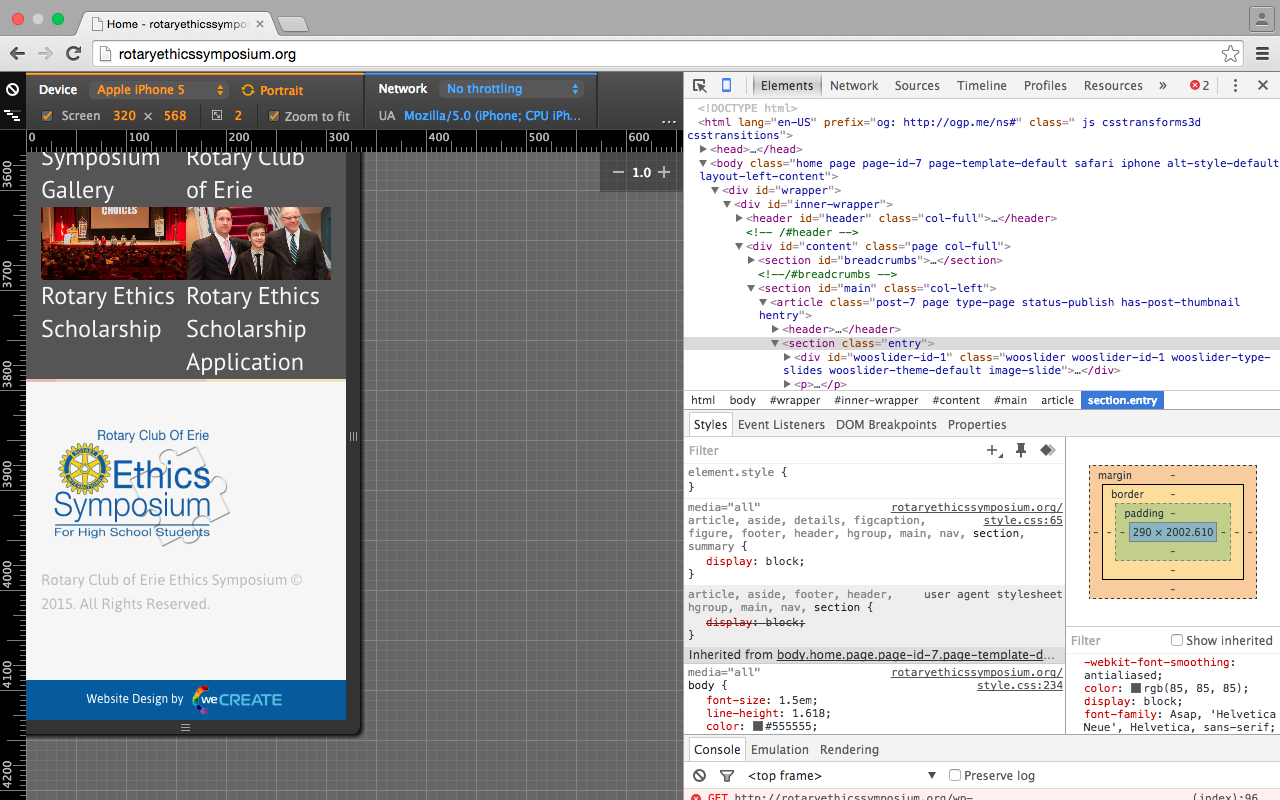 Home - rotaryethicssympo
rotaryethicssymposium.org
Device Apple iPhone 5 Portrait Network No throttling
Screen 320 × 568 2 Zoom to fit UA Mozilla/5.0 (iPhone; CPU iPh...
...
0 100 200 300 400 500 600
3600
3700
3800
3900
4000
4100
4200
1.0
Symposium Gallery
Rotary Club of Erie
CHOICES
Rotary Ethics Scholarship
Rotary Ethics Scholarship Application
Rotary Club Of Erie
Ethics
Symposium
For High School Students
Rotary Club of Erie Ethics Symposium ©
2015. All Rights Reserved.
Website Design by weCREATE
Elements Network Sources Timeline Profiles Resources » 2
<!DOCTYPE html>
<html lang="en-US" prefix="og: http://ogp.me/ns#" class=" js csstransforms3d
csstransitions">
<head>…</head>
<body class="home page page-id-7 page-template-default safari iphone alt-style-default
layout-left-content">
<div id="wrapper">
<div id="inner-wrapper">
<header id="header" class="col-full">…</header>
<!-- /#header -->
<div id="content" class="page col-full">
<section id="breadcrumbs">…</section>
<!--/#breadcrumbs -->
<section id="main" class="col-left">
<article class="post-7 page type-page status-publish has-post-thumbnail
hentry">
<header>…</header>
<section class="entry">
<div id="wooslider-id-1" class="wooslider wooslider-id-1 wooslider-type-
slides wooslider-theme-default image-slide">…</div>
<p>…</p>
html body #wrapper #inner-wrapper #content #main article section.entry
Styles Event Listeners DOM Breakpoints Properties
Filter
element.style {
}
media="all" rotaryethicssymposium.org/
article, aside, details, figcaption, style.css:65
figure, footer, header, hgroup, main, nav, section,
summary {
display: block;
}
article, aside, footer, header, user agent stylesheet
hgroup, main, nav, section {
display: block;
}
Inherited from body.home.page.page-id-7.page-template-d…
media="all" rotaryethicssymposium.org/
body { style.css:234
font-size: 1.5em;
line-height: 1.618;
color: #555555;
margin -
border -
padding -
- - - 290 × 2002.610 - - -
-
-
-
Filter Show inherited
-webkit-font-smoothing:
antialiased;
color: rgb(85, 85, 85);
display: block;
font-family: Asap, 'Helvetica
Neue', Helvetica, sans-serif;
Console Emulation Rendering
<top frame> Preserve log
GET http://rotaryethicssymposium.org/wp- (index):96